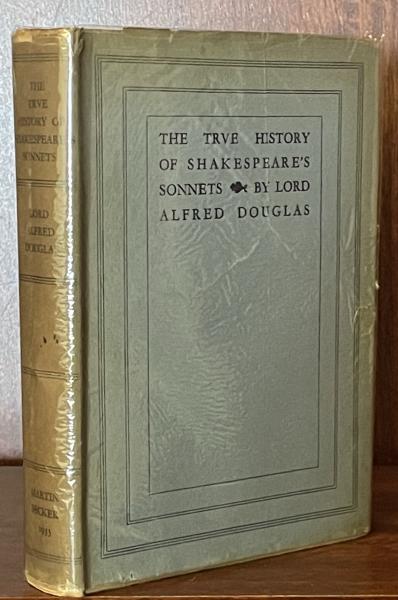 THE TRVE HISTORY
OF SHAKESPEARE'S
SONNETS BY LORD
ALFRED DOUGLAS
THE
TRVE
HISTORY OF
SHAKESPEARE'S
SONNETS
LORD
ALFRED
DOUGLAS
MARTIN
SECKER
1933